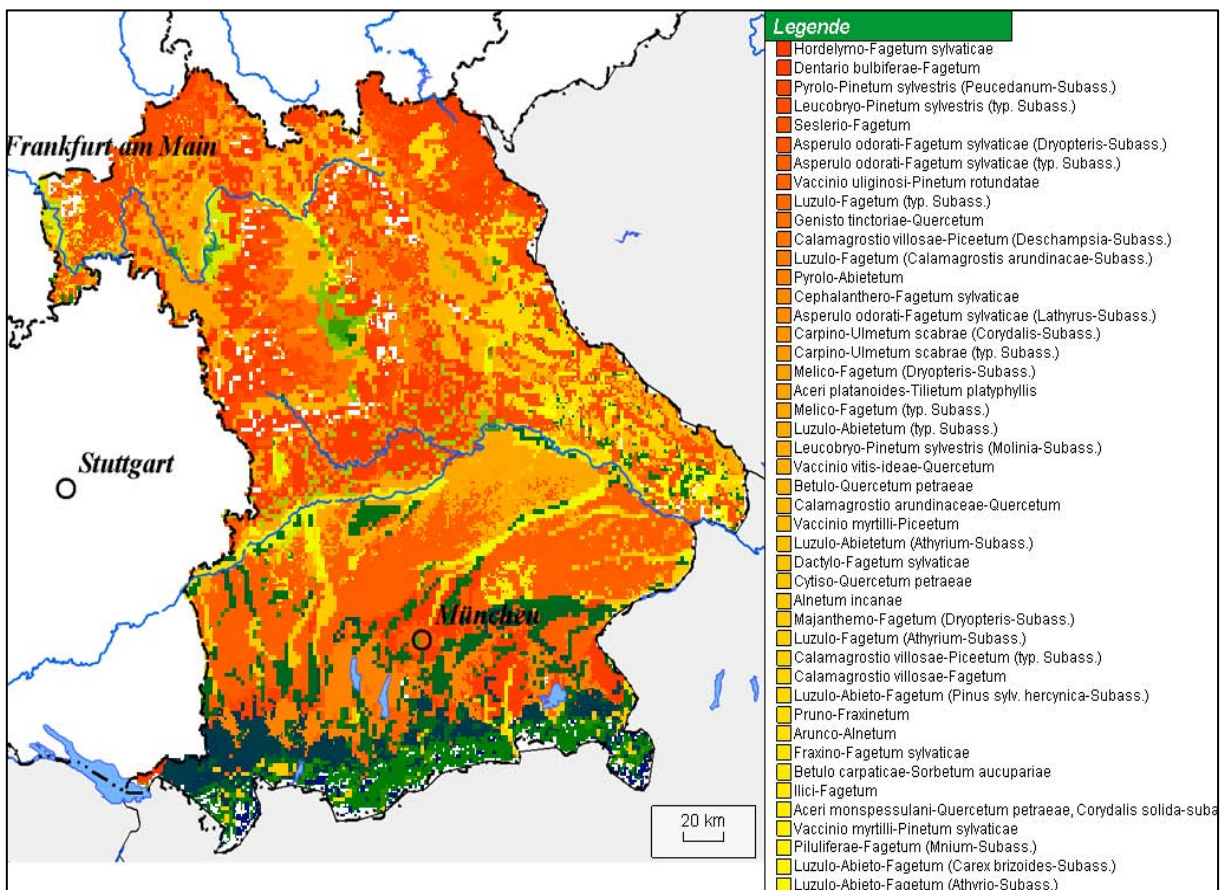 Frankfurt am Main
Stuttgart
München
20 km
Legende
Hordelymo-Fagetum sylvaticae
Dentario bulbiferae-Fagetum
Pyrolo-Pinetum sylvestris (Peucedanum-Subass.)
Leucobryo-Pinetum sylvestris (typ. Subass.)
Seslerio-Fagetum
Asperulo odorati-Fagetum sylvaticae (Dryopteris-Subass.)
Asperulo odorati-Fagetum sylvaticae (typ. Subass.)
Vaccinio uliginosi-Pinetum rotundatae
Luzulo-Fagetum (typ. Subass.)
Genisto tinctoriae-Quercetum
Calamagrostio villosae-Piceetum (Deschampsia-Subass.)
Luzulo-Fagetum (Calamagrostis arundinacae-Subass.)
Pyrolo-Abietetum
Cephalanthero-Fagetum sylvaticae
Asperulo odorati-Fagetum sylvaticae (Lathyrus-Subass.)
Carpino-Ulmetum scabrae (Corydalis-Subass.)
Carpino-Ulmetum scabrae (typ. Subass.)
Melico-Fagetum (Dryopteris-Subass.)
Aceri platanoides-Tilietum platyphyllis
Melico-Fagetum (typ. Subass.)
Luzulo-Abietetum (typ. Subass.)
Leucobryo-Pinetum sylvestris (Molinia-Subass.)
Vaccinio vitis-ideae-Quercetum
Betulo-Quercetum petraeae
Calamagrostio arundinaceae-Quercetum
Vaccinio myrtilli-Piceetum
Luzulo-Abietetum (Athyrium-Subass.)
Dactylo-Fagetum sylvaticae
Cytiso-Quercetum petraeae
Alnetum incanae
Majanthemo-Fagetum (Dryopteris-Subass.)
Luzulo-Fagetum (Athyrium-Subass.)
Calamagrostio villosae-Piceetum (typ. Subass.)
Calamagrostio villosae-Fagetum
Luzulo-Abieto-Fagetum (Pinus sylv. hercynica-Subass.)
Pruno-Fraxinetum
Arunco-Alnetum
Fraxino-Fagetum sylvaticae
Betulo carpaticae-Sorbetum aucupariae
Ilici-Fagetum
Aceri monspessulani-Quercetum petraeae, Corydalis solida-suba
Vaccinio myrtilli-Pinetum sylvaticae
Piluliferae-Fagetum (Mnium-Subass.)
Luzulo-Abieto-Fagetum (Carex brizoides-Subass.)
Luzulo-Abieto-Fagetum (Athyrio-Subass.)